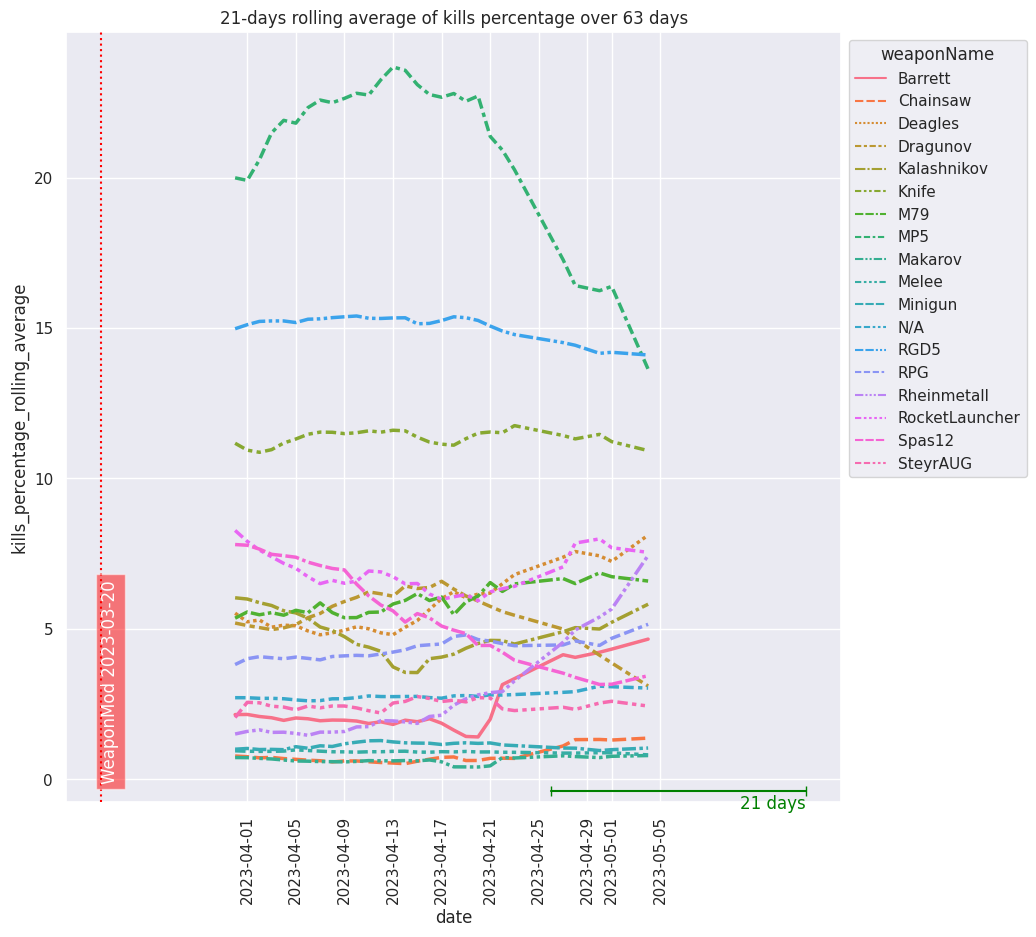 21-days rolling average of kills percentage over 63 days
kills_percentage_rolling_average
20
15
10
5
0
WeaponMod 2023-03-20
21 days
2023-04-01
2023-04-05
2023-04-09
2023-04-13
2023-04-17
2023-04-21
2023-04-25
2023-04-29
2023-05-01
2023-05-05
date
weaponName
Barrett
Chainsaw
Deagles
Dragunov
Kalashnikov
Knife
M79
MP5
Makarov
Melee
Minigun
N/A
RGD5
RPG
Rheinmetall
RocketLauncher
Spas12
SteyrAUG